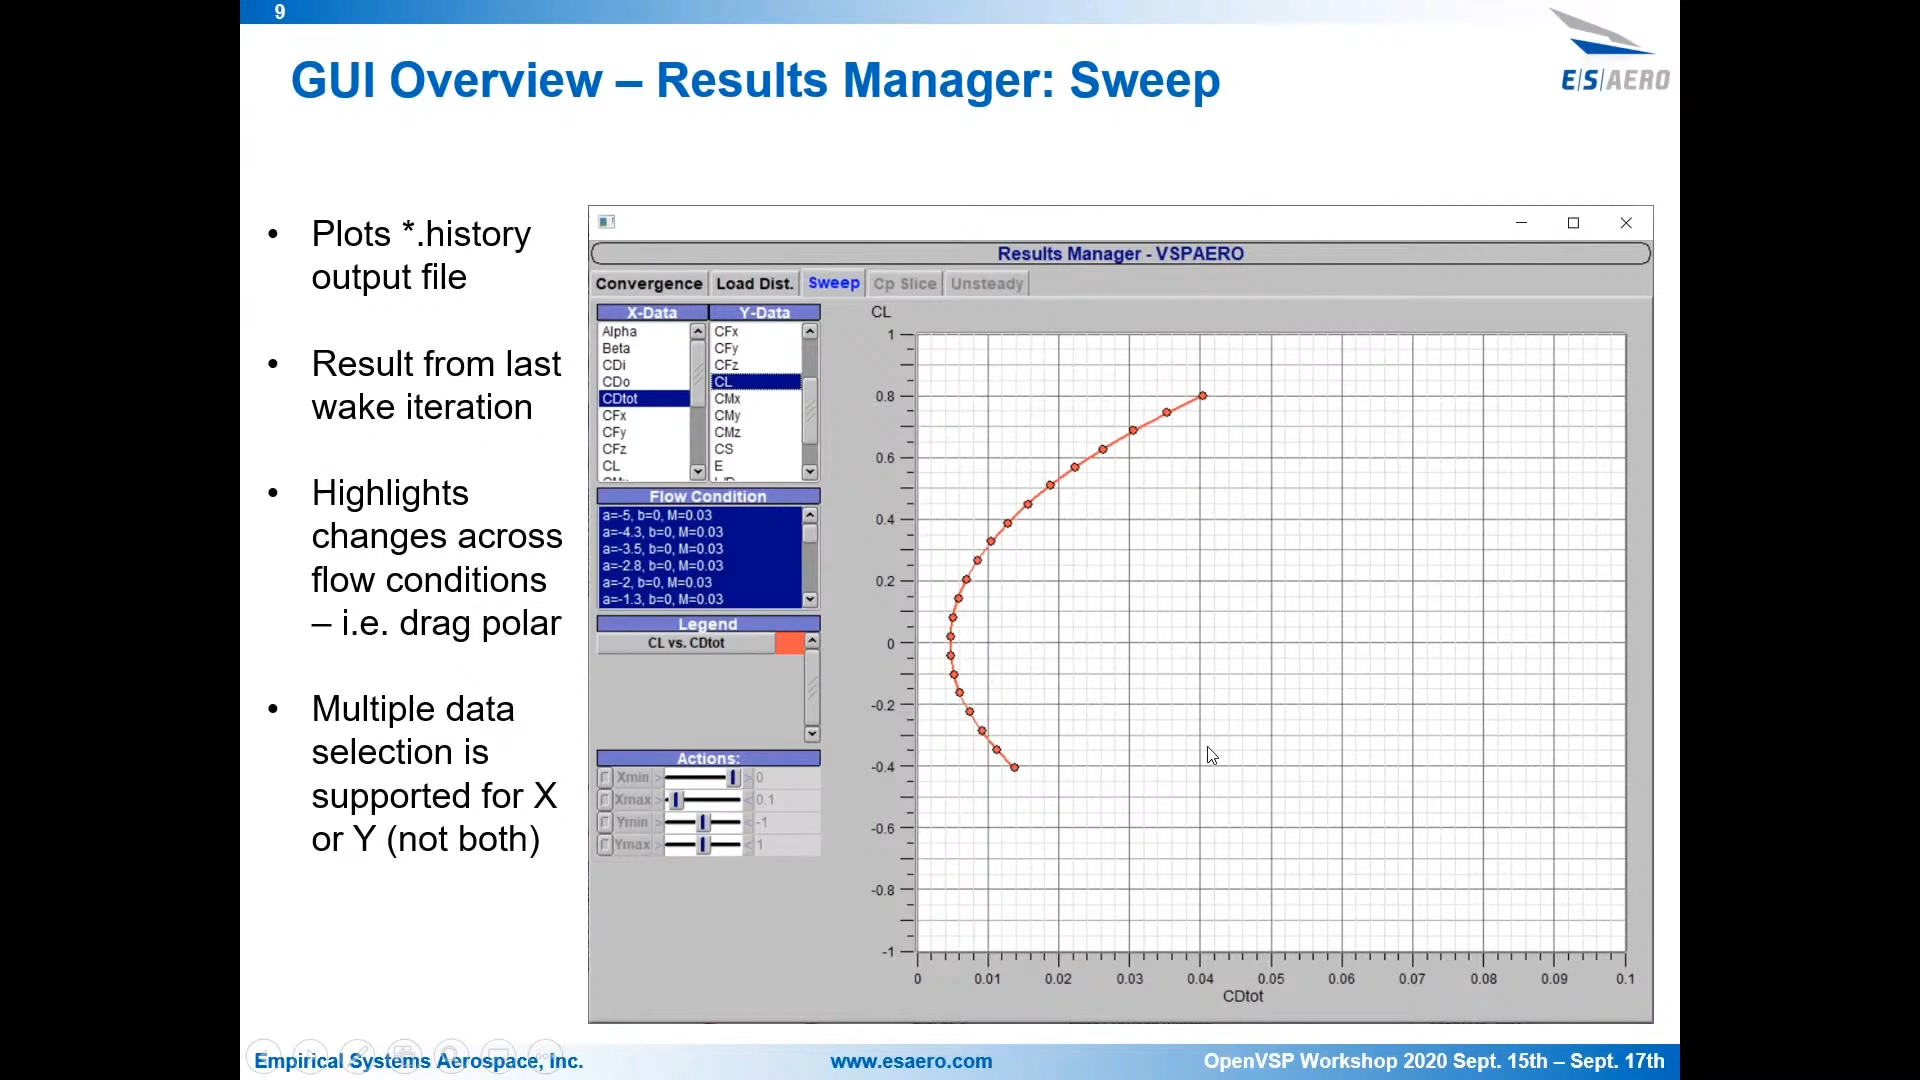 9
GUI Overview – Results Manager: Sweep
E|S|AERO
• Plots *.history
output file
• Result from last
wake iteration
• Highlights
changes across
flow conditions
– i.e. drag polar
• Multiple data
selection is
supported for X
or Y (not both)
Results Manager - VSPAERO
Convergence Load Dist. Sweep Cp Slice Unsteady
X-Data Y-Data
Alpha
Beta
CDi
CDo
CDtot
CFx
CFy
CFz
CL
CFx
CFy
CFz
CL
CMx
CMy
CMz
CS
E
Flow Condition
a=-5, b=0, M=0.03
a=-4.3, b=0, M=0.03
a=-3.5, b=0, M=0.03
a=-2.8, b=0, M=0.03
a=-2, b=0, M=0.03
a=-1.3, b=0, M=0.03
Legend
CL vs. CDtot
Actions:
Xmin > > 0
Xmax > < 0.1
Ymin > < -1
Ymax > < 1
CL
1
0.8
0.6
0.4
0.2
0
-0.2
-0.4
-0.6
-0.8
-1
0 0.01 0.02 0.03 0.04 0.05 0.06 0.07 0.08 0.09 0.1
CDtot
Empirical Systems Aerospace, Inc. www.esaero.com OpenVSP Workshop 2020 Sept. 15th – Sept. 17th